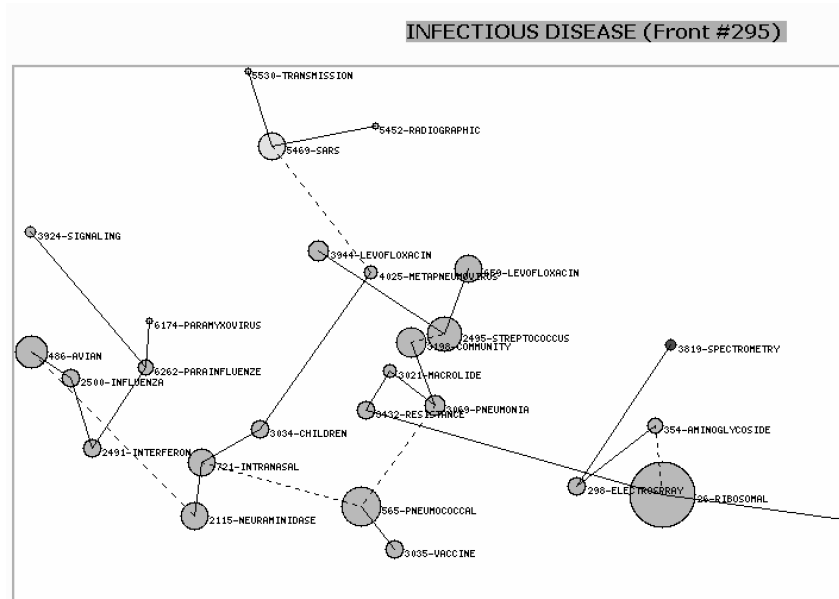 INFECTIOUS DISEASE (Front #295)
5530-TRANSMISSION
5452-RADIOGRAPHIC
5469-SARS
3924-SIGNALING
3944-LEVOFLOXACIN
4025-METAPNEUMOVIRUS
659-LEVOFLOXACIN
6174-PARAMYXOVIRUS
2495-STREPTOCOCCUS
3198-COMMUNITY
3819-SPECTROMETRY
486-AVIAN
6262-PARAINFLUENZE
3021-MACROLIDE
2500-INFLUENZA
3069-PNEUMONIA
3432-RESISTANCE
354-AMINOGLYCOSIDE
3034-CHILDREN
2491-INTERFERON
721-INTRANASAL
298-ELECTROSPRAY
26-RIBOSOMAL
565-PNEUMOCOCCAL
2115-NEURAMINIDASE
3035-VACCINE